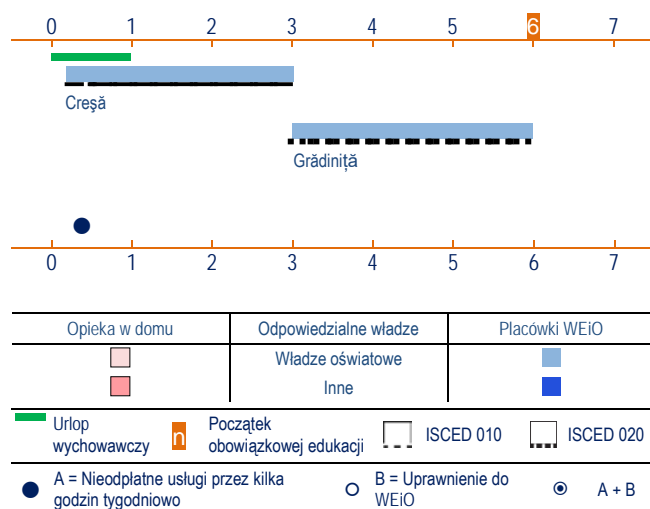 0 1 2 3 4 5 6 7
Creşă
Grădiniţă
0 1 2 3 4 5 6 7
Opieka w domu Odpowiedzialne władze Placówki WEiO
Władze oświatowe
Inne
Urlop wychowawczy
n Początek obowiązkowej edukacji
ISCED 010
ISCED 020
A = Nieodpłatne usługi przez kilka godzin tygodniowo
B = Uprawnienie do WEiO
A + B